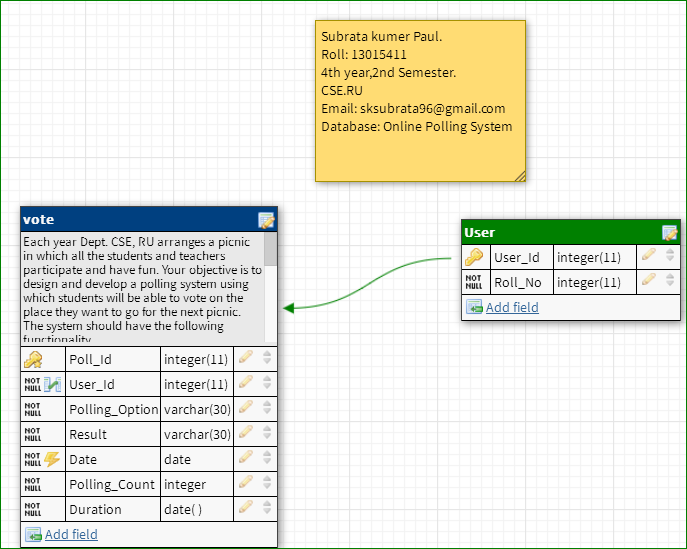 Subrata kumer Paul.
Roll: 13015411
4th year,2nd Semester.
CSE.RU
Email: sksubrata96@gmail.com
Database: Online Polling System
vote
Each year Dept. CSE, RU arranges a picnic
in which all the students and teachers
participate and have fun. Your objective is to
design and develop a polling system using
which students will be able to vote on the
place they want to go for the next picnic.
The system should have the following
functionality
Poll_Id integer(11)
NOT NULL User_Id integer(11)
NOT NULL Polling_Option varchar(30)
NOT NULL Result varchar(30)
NOT NULL Date date
NOT NULL Polling_Count integer
NOT NULL Duration date( )
Add field
User
User_Id integer(11)
NOT NULL Roll_No integer(11)
Add field